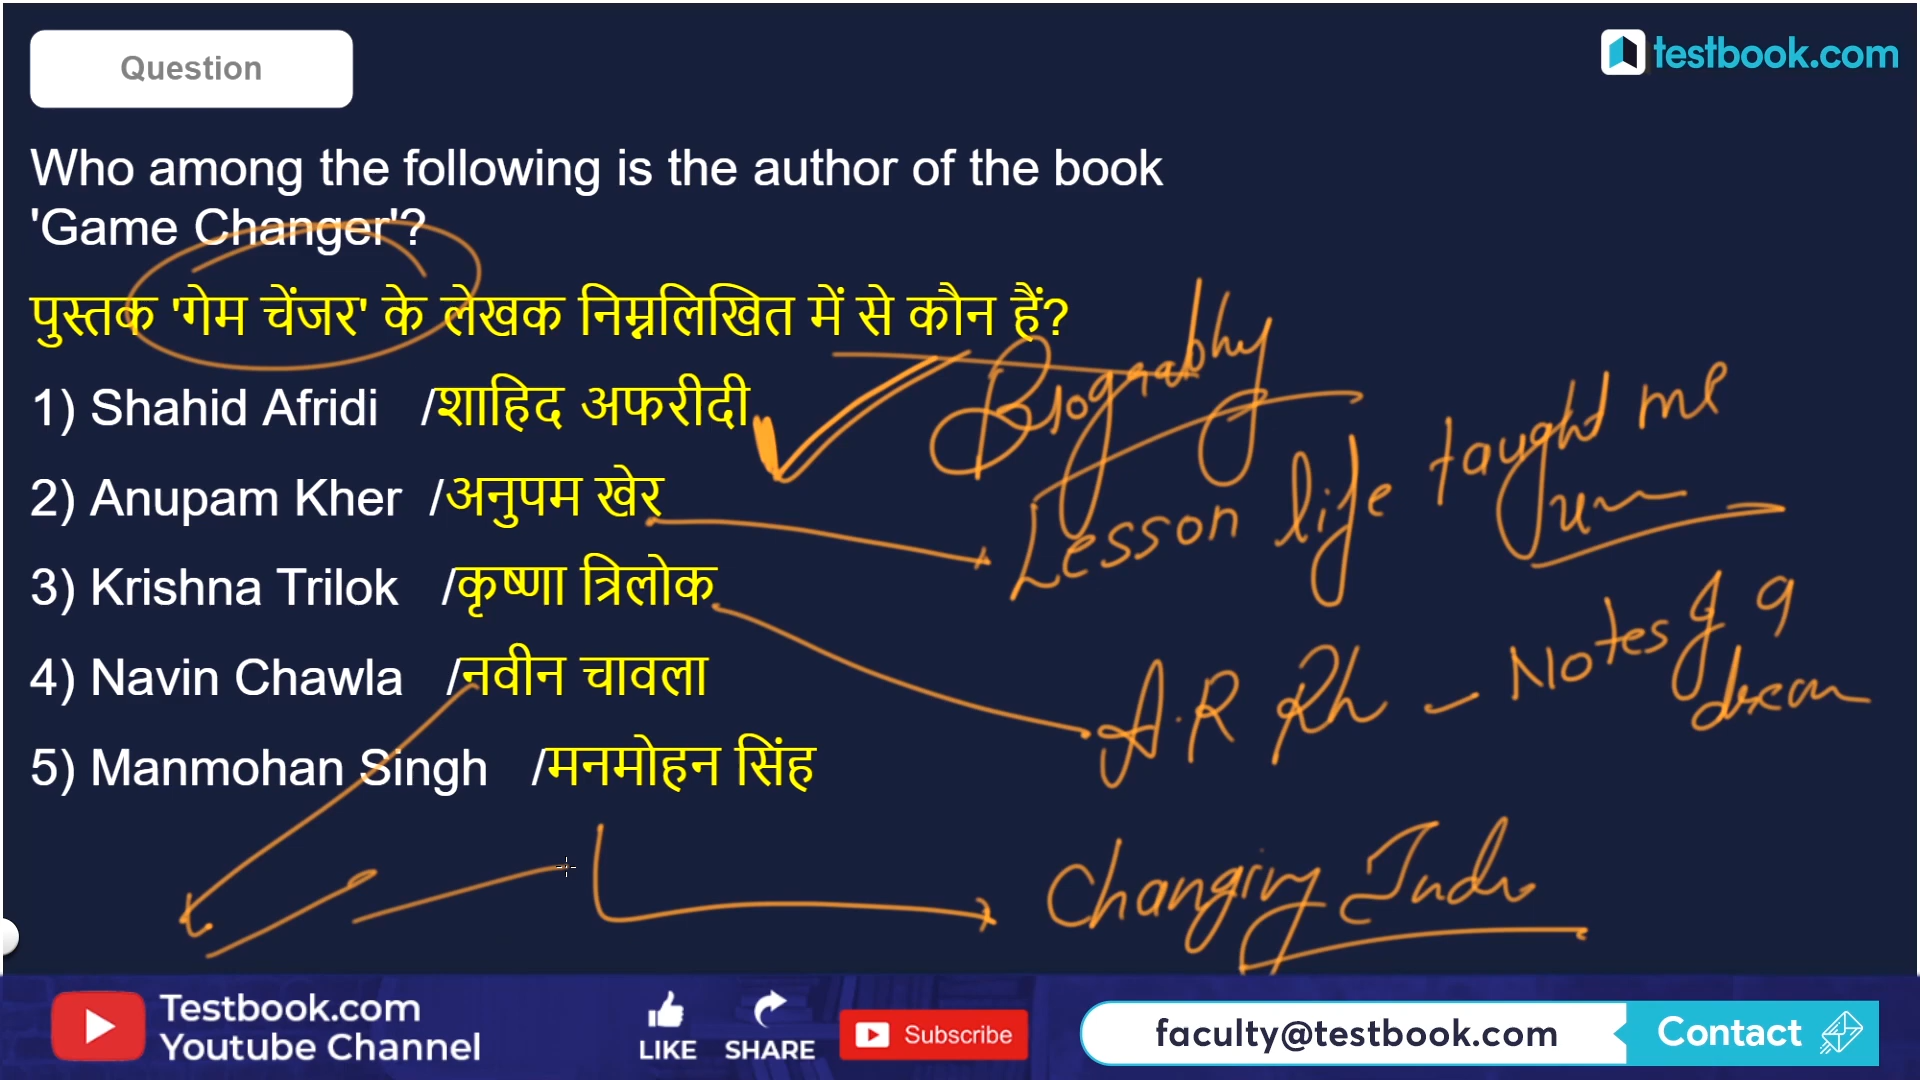 Question
testbook.com
Who among the following is the author of the book
'Game Changer'?
पुस्तक 'गेम चेंजर' के लेखक निम्नलिखित में से कौन हैं?
1) Shahid Afridi /शाहिद अफरीदी
Biography
2) Anupam Kher /अनुपम खेर
Lesson life taught me
3) Krishna Trilok /कृष्णा त्रिलोक
A.R Rh - Notes of a
4) Navin Chawla /नवीन चावला
5) Manmohan Singh /मनमोहन सिंह
Changing
Testbook.com
Youtube Channel
LIKE
SHARE
Subscribe
faculty@testbook.com
Contact